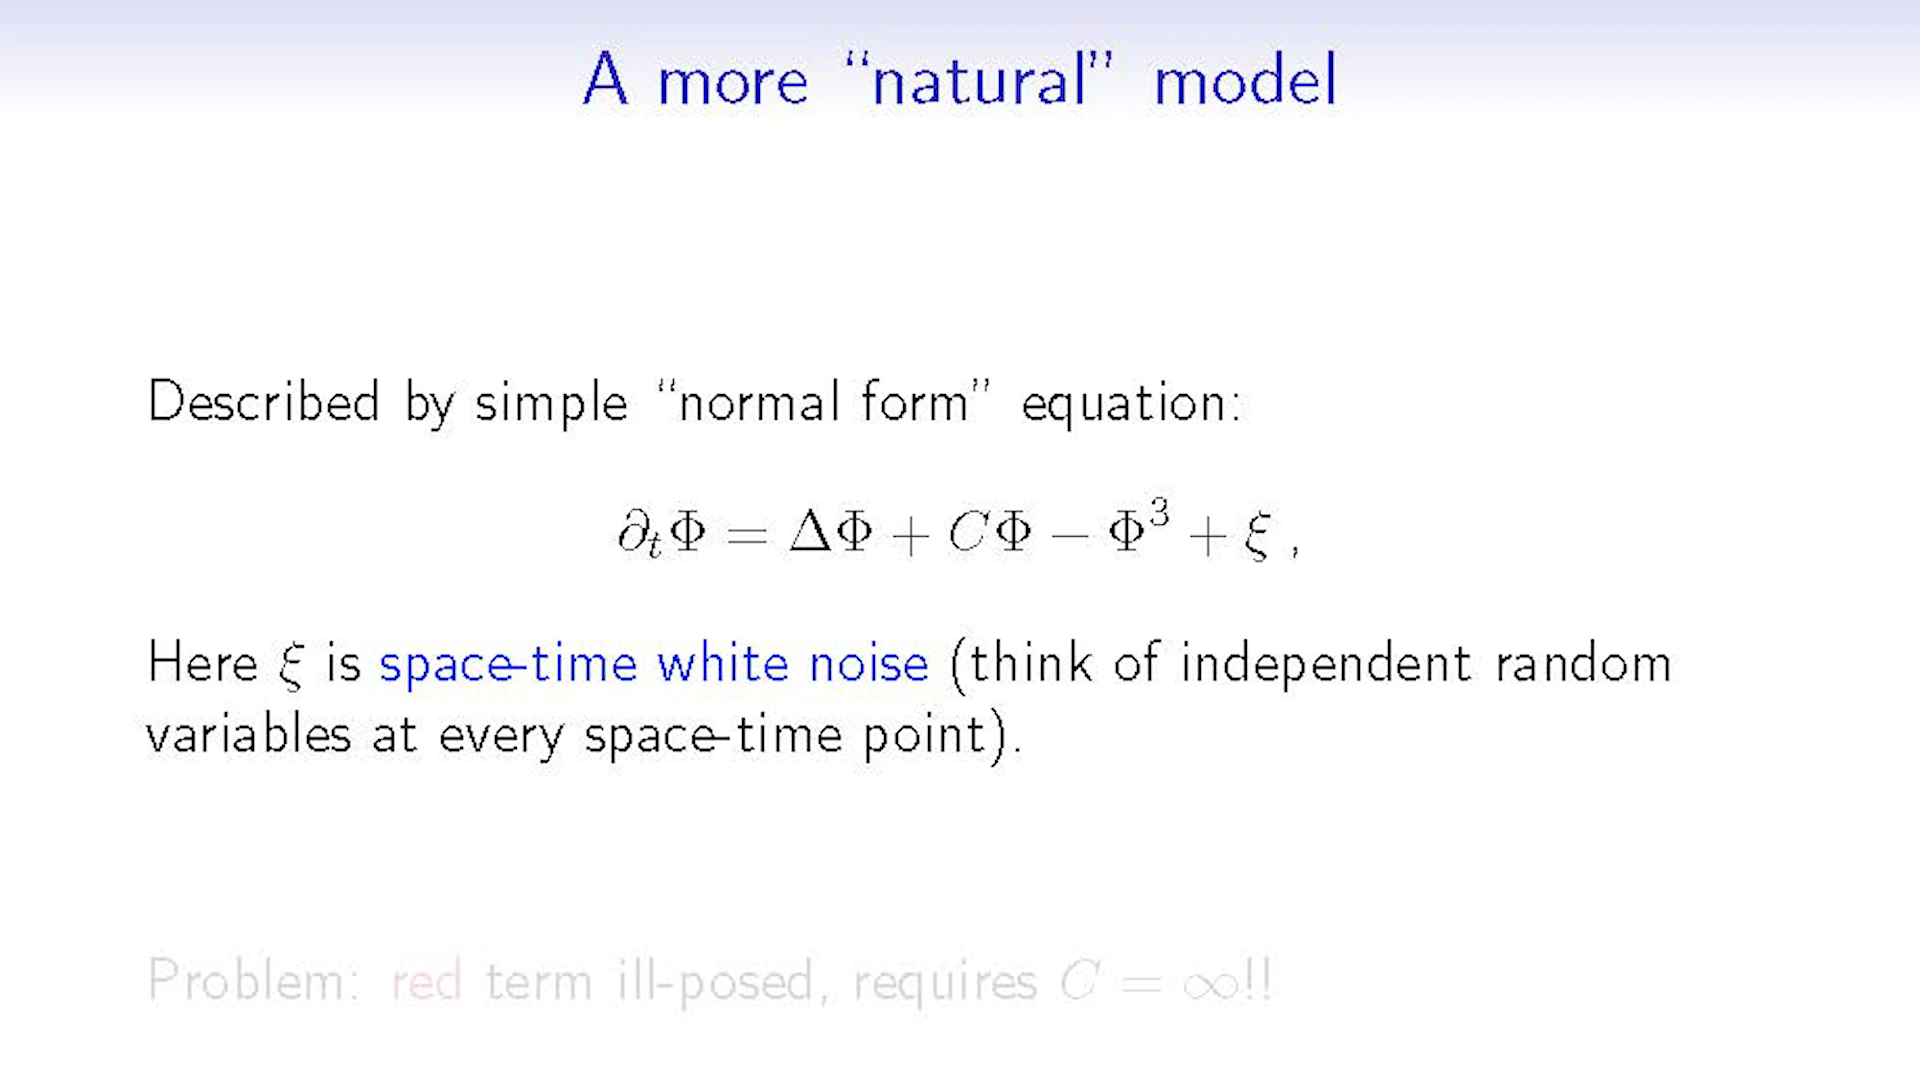 A more “natural” model
Described by simple “normal form” equation:
∂ₜΦ = ΔΦ + CΦ − Φ³ + ξ ,
Here ξ is space-time white noise (think of independent random
variables at every space-time point).
Problem: red term ill-posed, requires C = ∞!!